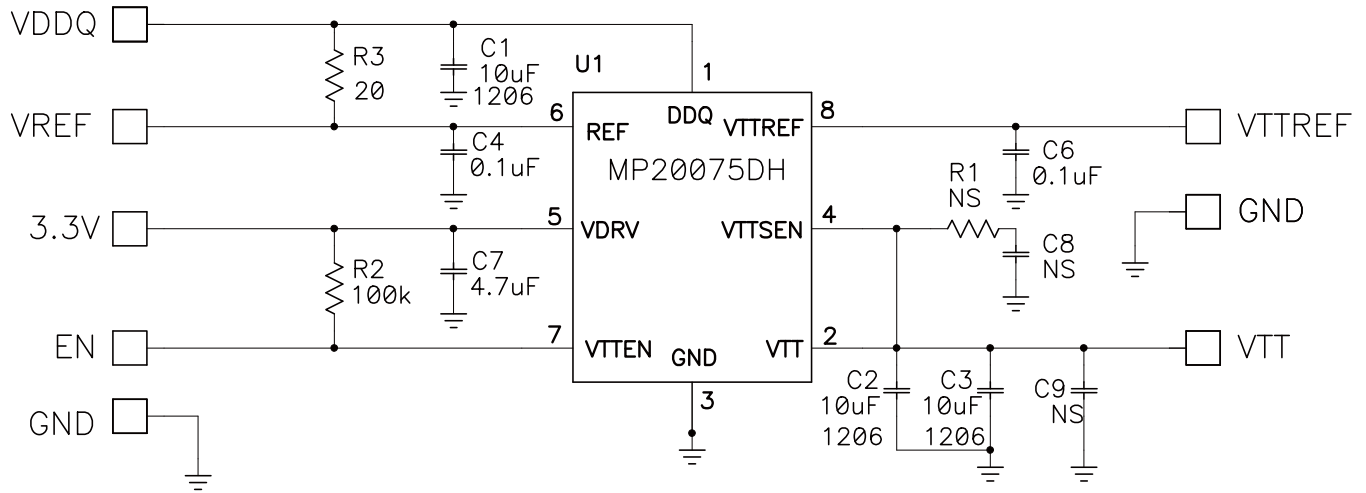 VDDQ
R3
20
C1
10uF
1206
U1
1
VREF
6
REF
DDQ
VTTREF
8
VTTREF
C4
0.1uF
MP20075DH
C6
0.1uF
R1
NS
3.3V
5
VDRV
VTTSEN
4
GND
R2
100k
C7
4.7uF
C8
NS
EN
7
VTTEN
GND
VTT
2
VTT
3
C2
10uF
1206
C3
10uF
1206
C9
NS
GND